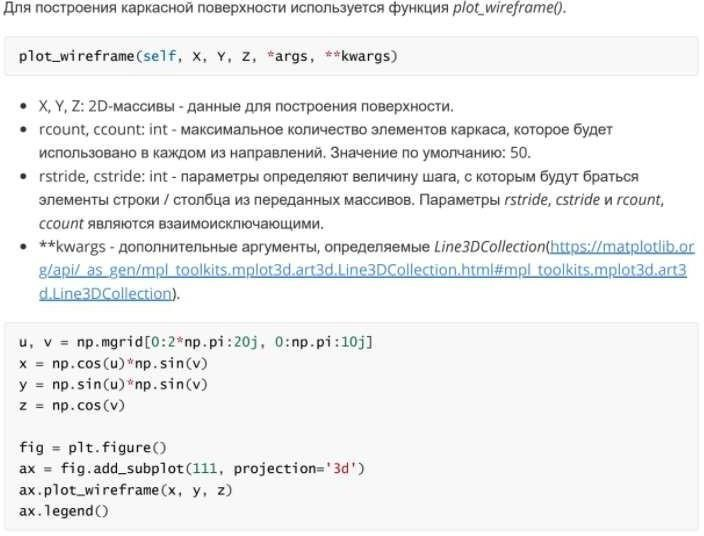 Для построения каркасной поверхности используется функция plot_wireframe().
plot_wireframe(self, X, Y, Z, *args, **kwargs)
• X, Y, Z: 2D-массивы - данные для построения поверхности.
• rcount, ccount: int - максимальное количество элементов каркаса, которое будет
использовано в каждом из направлений. Значение по умолчанию: 50.
• rstride, cstride: int - параметры определяют величину шага, с которым будут браться
элементы строки / столбца из переданных массивов. Параметры rstride, cstride и rcount,
ccount являются взаимоисключающими.
• **kwargs - дополнительные аргументы, определяемые Line3DCollection(https://matplotlib.or
g/api/_as_gen/mpl_toolkits.mplot3d.art3d.Line3DCollection.html#mpl_toolkits.mplot3d.art3
d.Line3DCollection).
u, v = np.mgrid[0:2*np.pi:20j, 0:np.pi:10j]
x = np.cos(u)*np.sin(v)
y = np.sin(u)*np.sin(v)
z = np.cos(v)
fig = plt.figure()
ax = fig.add_subplot(111, projection='3d')
ax.plot_wireframe(x, y, z)
ax.legend()